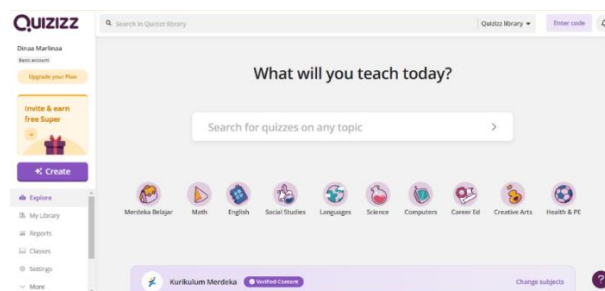 QUIZIZZ
Search in Quizizz library
Quizizz library
Enter code
Dinaa Marlinaa
Basic account
Upgrade your Plan
Invite & earn
free Super
Create
Explore
My Library
Reports
Classes
Settings
More
What will you teach today?
Search for quizzes on any topic
Merdeka Belajar Math English Social Studies Languages Science Computers Career Ed Creative Arts Health & PE
Kurikulum Merdeka Verified Content Change subjects
?